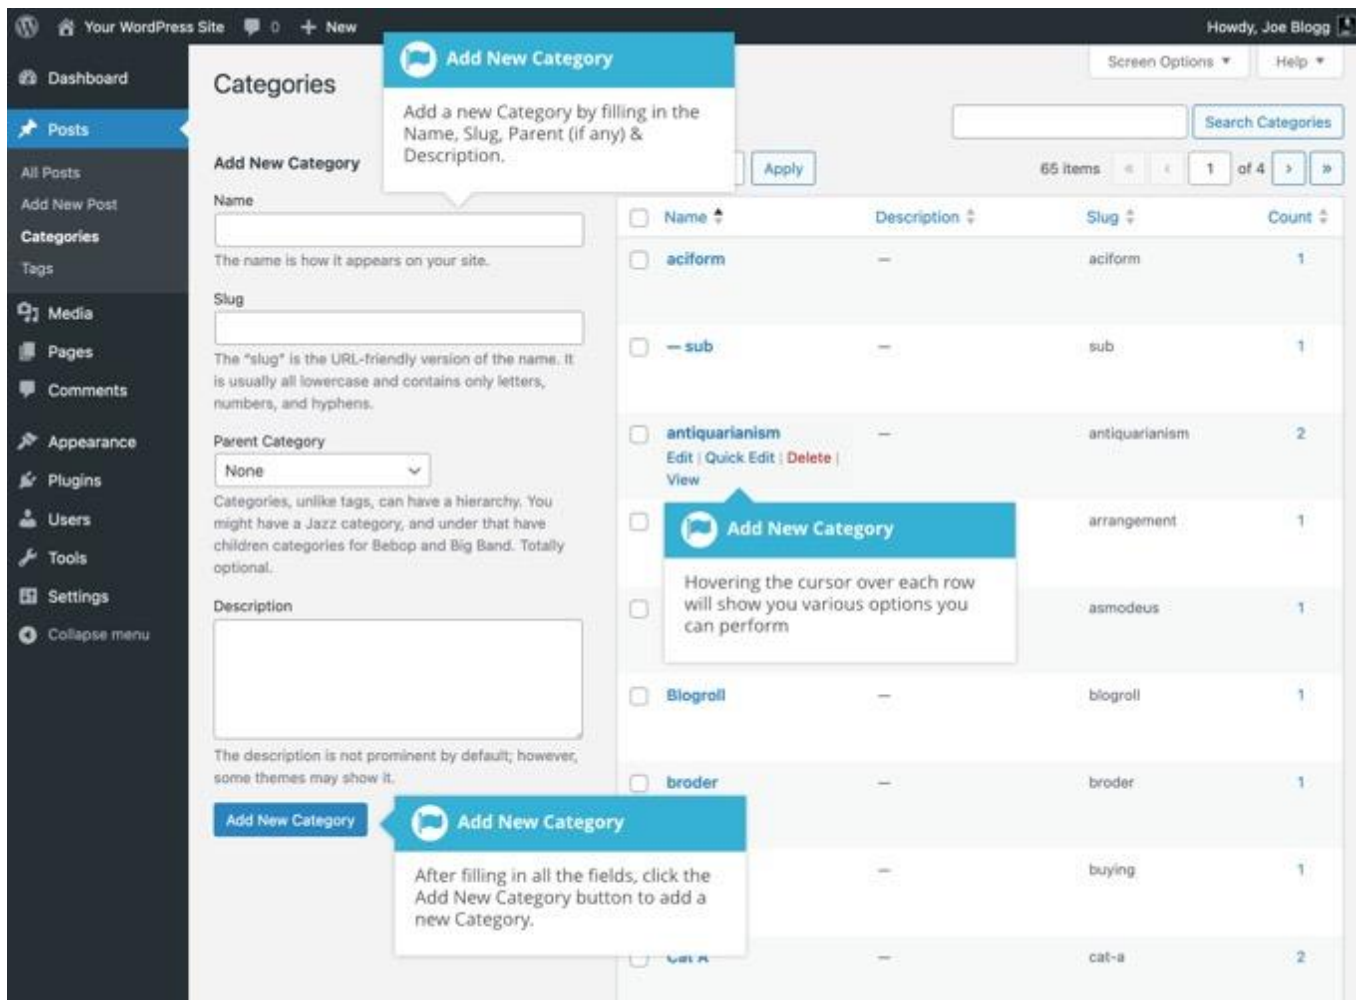 Your WordPress Site 0 + New
Howdy, Joe Blogg
Dashboard
Posts
All Posts
Add New Post
Categories
Tags
Media
Pages
Comments
Appearance
Plugins
Users
Tools
Settings
Collapse menu
Categories
Screen Options
Help
Add New Category
Add a new Category by filling in the
Name, Slug, Parent (if any) &
Description.
Search Categories
Apply
65 items « ‹ 1 of 4 › »
Add New Category
Name
The name is how it appears on your site.
Slug
The "slug" is the URL-friendly version of the name. It
is usually all lowercase and contains only letters,
numbers, and hyphens.
Parent Category
None
Categories, unlike tags, can have a hierarchy. You
might have a Jazz category, and under that have
children categories for Bebop and Big Band. Totally
optional.
Description
The description is not prominent by default; however,
some themes may show it.
Add New Category
Add New Category
After filling in all the fields, click the
Add New Category button to add a
new Category.
Name Description Slug Count
aciform — aciform 1
— sub — sub 1
antiquarianism — antiquarianism 2
Edit | Quick Edit | Delete |
View
Add New Category
Hovering the cursor over each row
will show you various options you
can perform
arrangement 1
asmodeus 1
Blogroll — blogroll 1
broder — broder 1
— buying 1
Cat A — cat-a 2